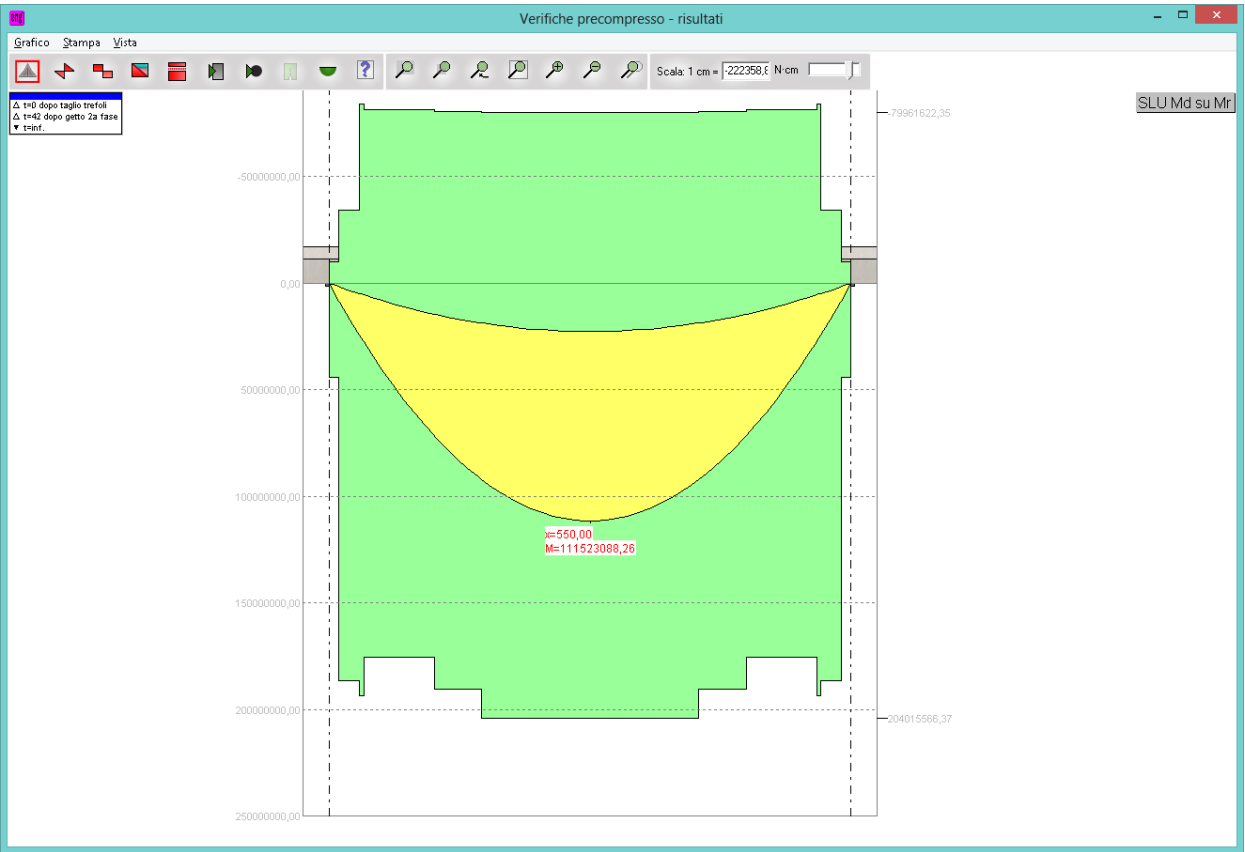 eng
Verifiche precompresso - risultati
Grafico Stampa Vista
Scala: 1 cm = -222358,8 N·cm
Δ t=0 dopo taglio trefoli
Δ t=42 dopo getto 2a fase
▼ t=inf.
SLU Md su Mr
-79961622,35
-50000000,00
0,00
50000000,00
100000000,00
x=550,00
M=111523088,26
150000000,00
200000000,00
204015566,37
250000000,00